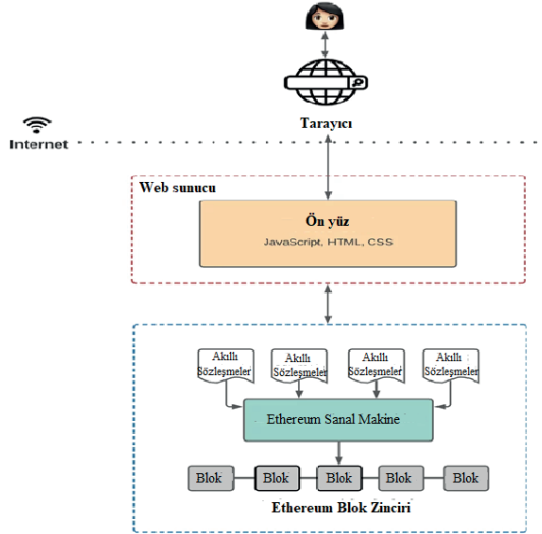 Tarayıcı
Internet
Web sunucu
Ön yüz
JavaScript, HTML, CSS
Akıllı
Sözleşmeler
Akıllı
Sözleşmeler
Akıllı
Sözleşmeler
Akıllı
Sözleşmeler
Ethereum Sanal Makine
Blok
Blok
Blok
Blok
Blok
Ethereum Blok Zinciri